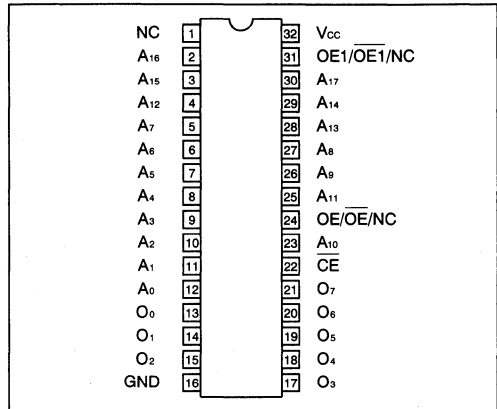 NC 1 32 Vcc
A16 2 31 OE1/OE1/NC
A15 3 30 A17
A12 4 29 A14
A7 5 28 A13
A6 6 27 A8
A5 7 26 A9
A4 8 25 A11
A3 9 24 OE/OE/NC
A2 10 23 A10
A1 11 22 CE
A0 12 21 O7
O0 13 20 O6
O1 14 19 O5
O2 15 18 O4
GND 16 17 O3